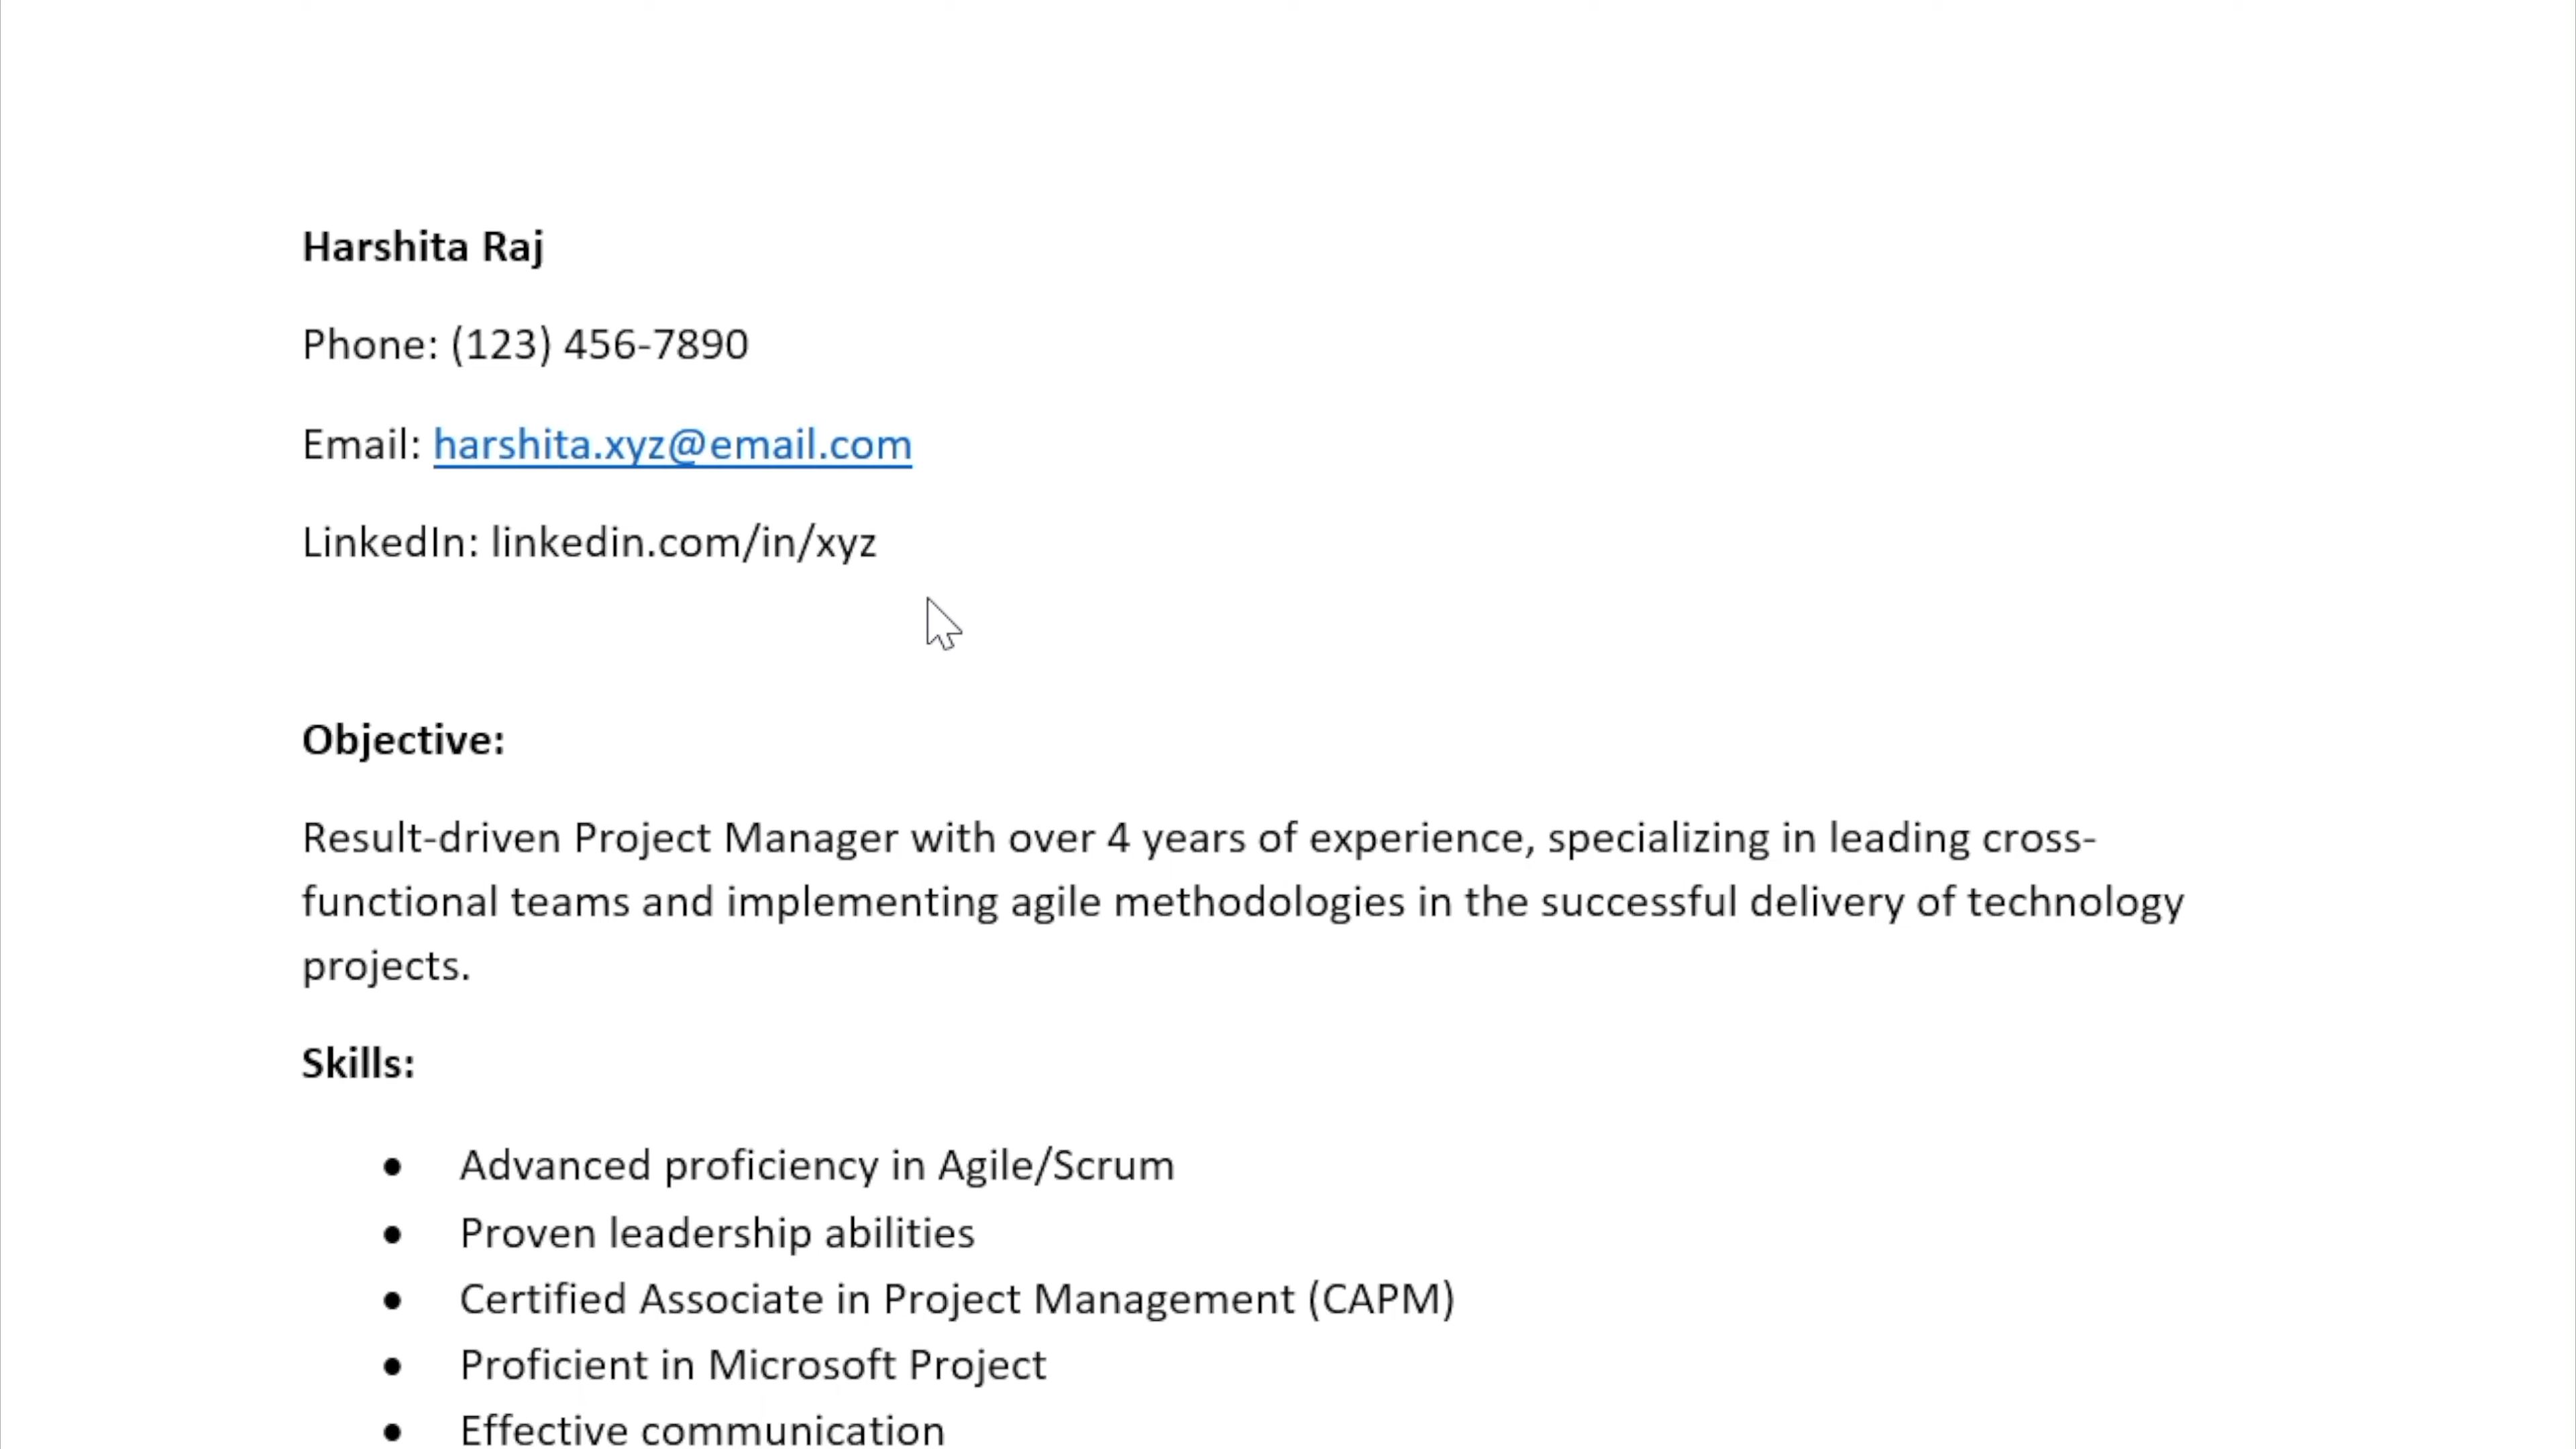 Harshita Raj
Phone: (123) 456-7890
Email: harshita.xyz@email.com
LinkedIn: linkedin.com/in/xyz
Objective:
Result-driven Project Manager with over 4 years of experience, specializing in leading cross-
functional teams and implementing agile methodologies in the successful delivery of technology
projects.
Skills:
• Advanced proficiency in Agile/Scrum
• Proven leadership abilities
• Certified Associate in Project Management (CAPM)
• Proficient in Microsoft Project
• Effective communication